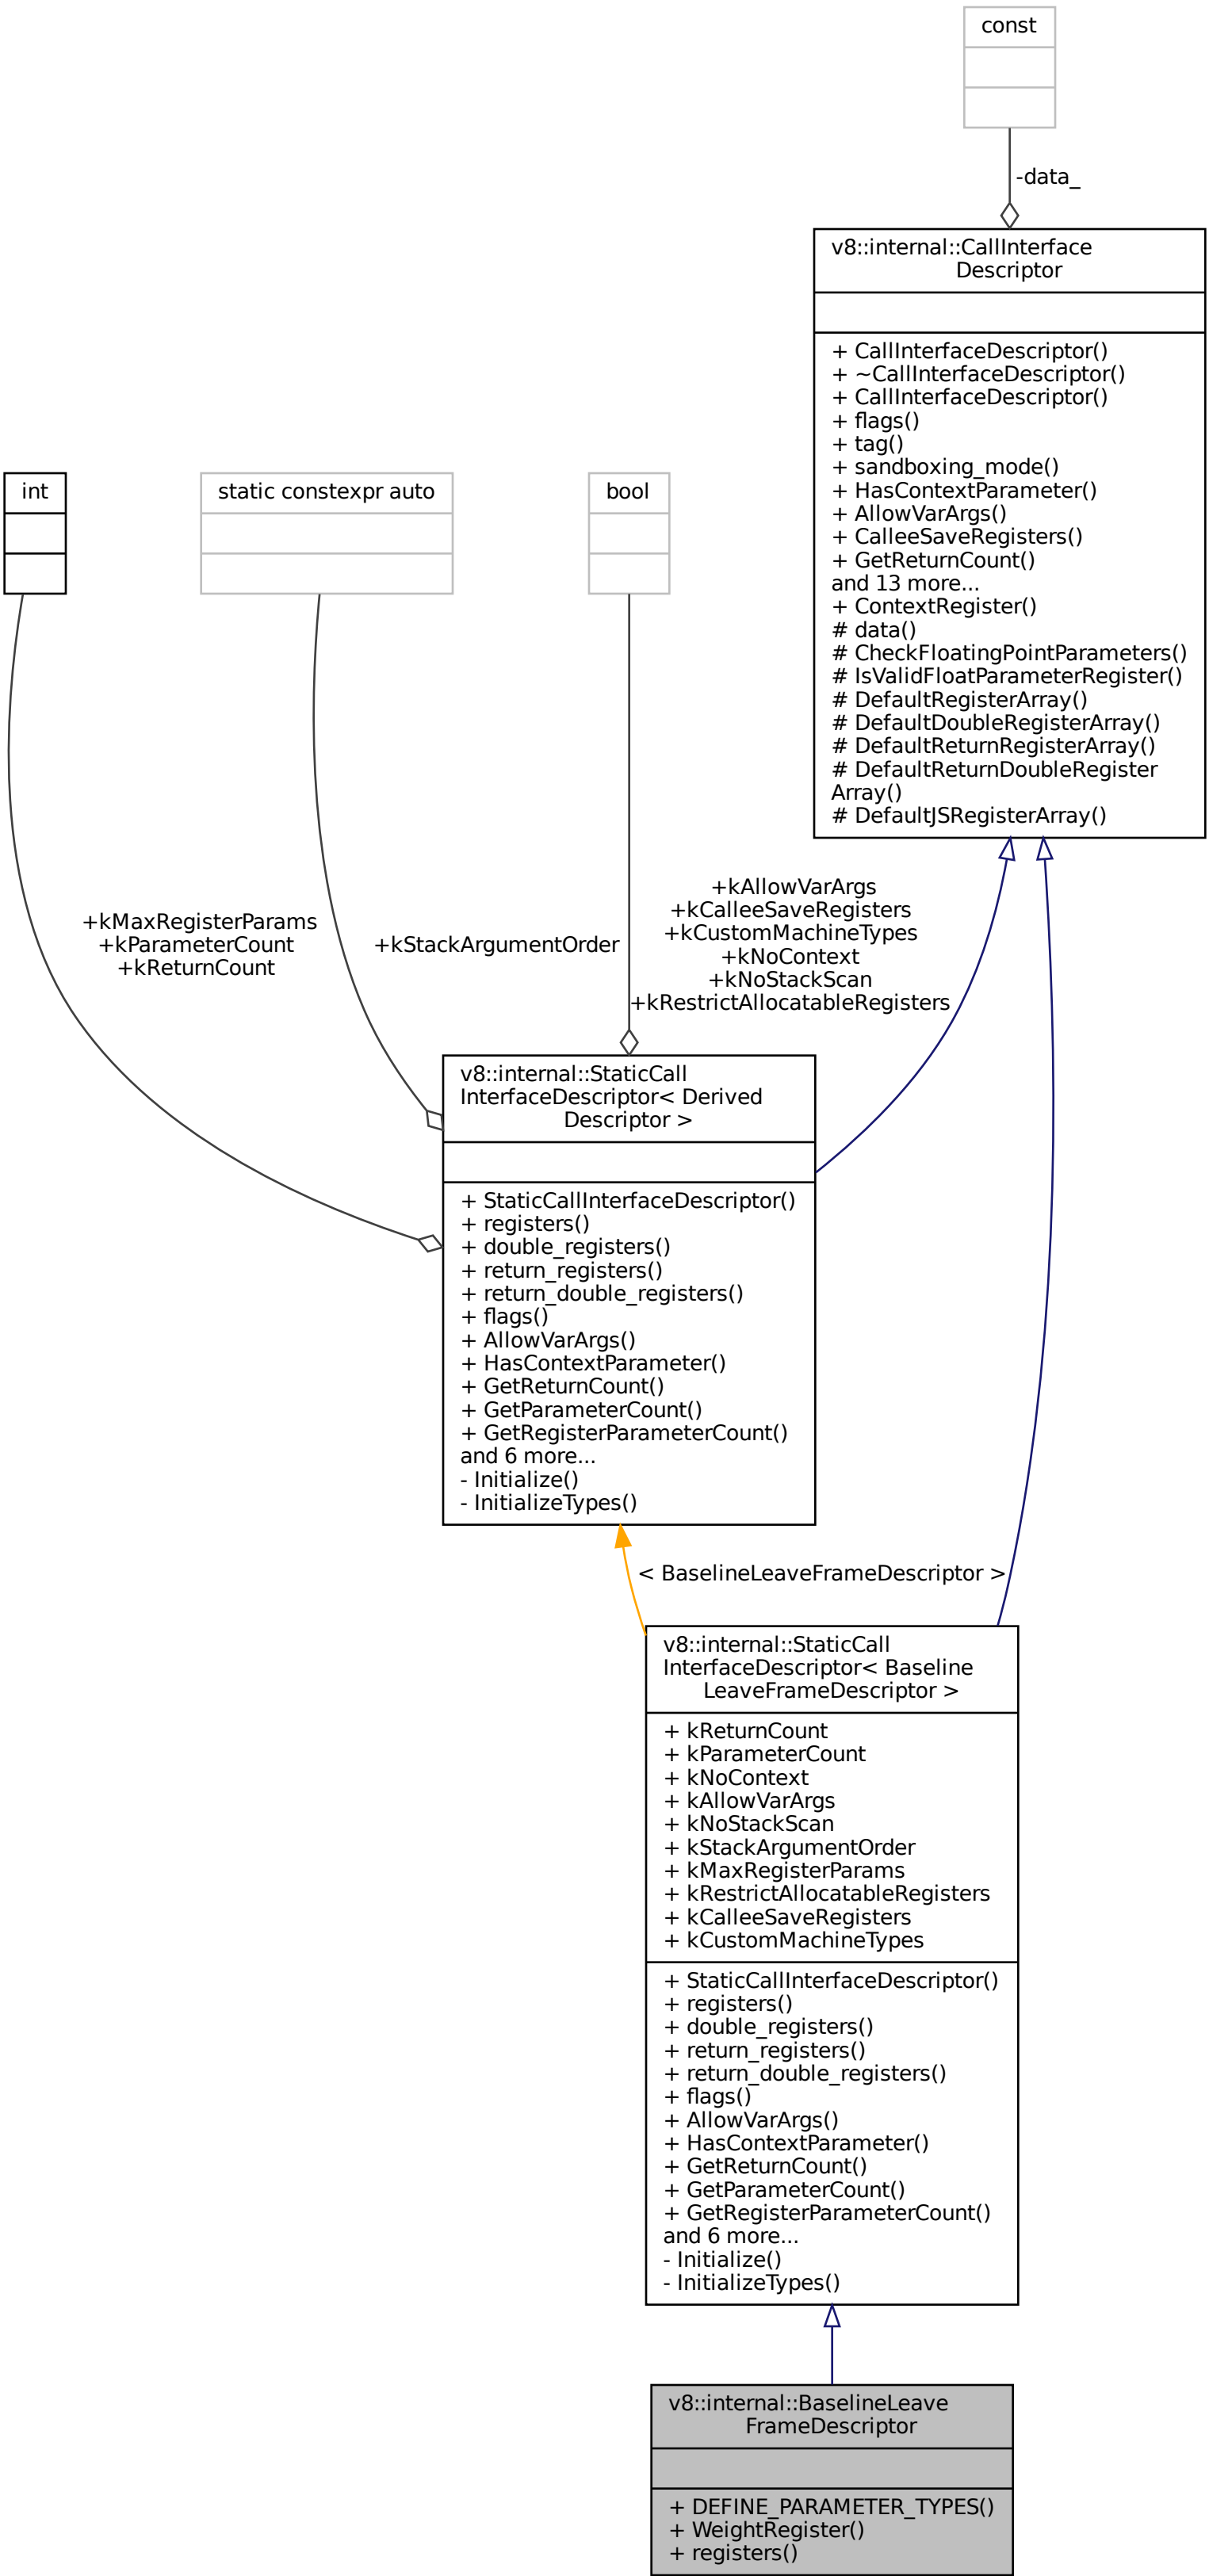 const
-data_
v8::internal::CallInterface
Descriptor
+ CallInterfaceDescriptor()
+ ~CallInterfaceDescriptor()
+ CallInterfaceDescriptor()
+ flags()
+ tag()
+ sandboxing_mode()
+ HasContextParameter()
+ AllowVarArgs()
+ CalleeSaveRegisters()
+ GetReturnCount()
and 13 more...
+ ContextRegister()
# data()
# CheckFloatingPointParameters()
# IsValidFloatParameterRegister()
# DefaultRegisterArray()
# DefaultDoubleRegisterArray()
# DefaultReturnRegisterArray()
# DefaultReturnDoubleRegister
Array()
# DefaultJSRegisterArray()
int
static constexpr auto
bool
+kMaxRegisterParams
+kParameterCount
+kReturnCount
+kStackArgumentOrder
+kAllowVarArgs
+kCalleeSaveRegisters
+kCustomMachineTypes
+kNoContext
+kNoStackScan
+kRestrictAllocatableRegisters
v8::internal::StaticCall
InterfaceDescriptor< Derived
Descriptor >
+ StaticCallInterfaceDescriptor()
+ registers()
+ double_registers()
+ return_registers()
+ return_double_registers()
+ flags()
+ AllowVarArgs()
+ HasContextParameter()
+ GetReturnCount()
+ GetParameterCount()
+ GetRegisterParameterCount()
and 6 more...
- Initialize()
- InitializeTypes()
< BaselineLeaveFrameDescriptor >
v8::internal::StaticCall
InterfaceDescriptor< Baseline
LeaveFrameDescriptor >
+ kReturnCount
+ kParameterCount
+ kNoContext
+ kAllowVarArgs
+ kNoStackScan
+ kStackArgumentOrder
+ kMaxRegisterParams
+ kRestrictAllocatableRegisters
+ kCalleeSaveRegisters
+ kCustomMachineTypes
+ StaticCallInterfaceDescriptor()
+ registers()
+ double_registers()
+ return_registers()
+ return_double_registers()
+ flags()
+ AllowVarArgs()
+ HasContextParameter()
+ GetReturnCount()
+ GetParameterCount()
+ GetRegisterParameterCount()
and 6 more...
- Initialize()
- InitializeTypes()
v8::internal::BaselineLeave
FrameDescriptor
+ DEFINE_PARAMETER_TYPES()
+ WeightRegister()
+ registers()